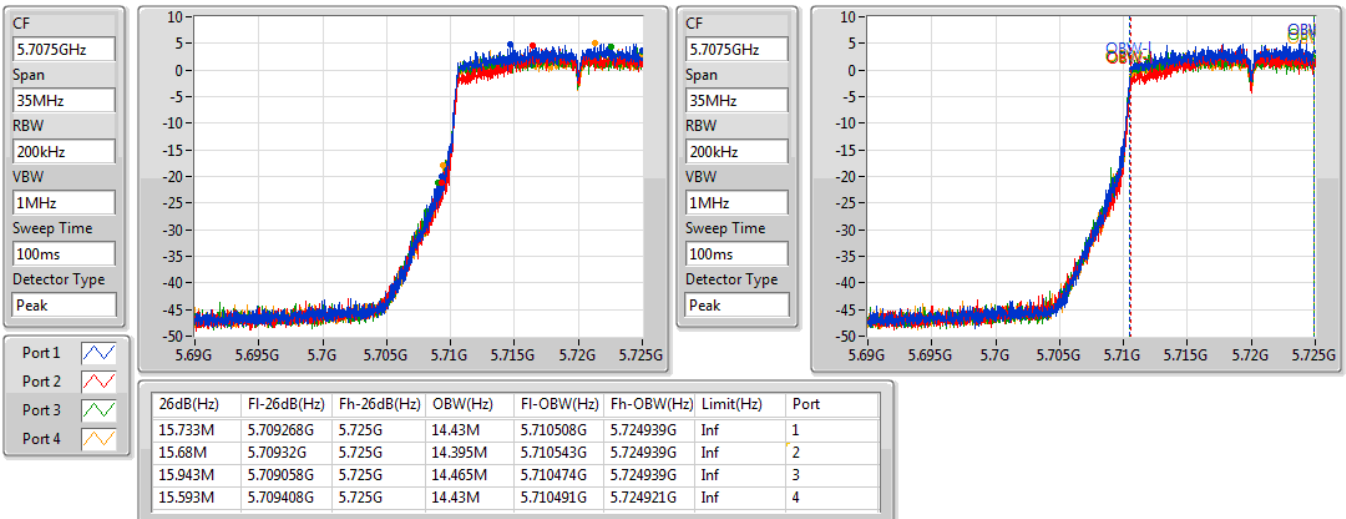 CF
5.7075GHz
Span
35MHz
RBW
200kHz
VBW
1MHz
Sweep Time
100ms
Detector Type
Peak
10
5
0
-5
-10
-15
-20
-25
-30
-35
-40
-45
-50
5.69G 5.695G 5.7G 5.705G 5.71G 5.715G 5.72G 5.725G
CF
5.7075GHz
Span
35MHz
RBW
200kHz
VBW
1MHz
Sweep Time
100ms
Detector Type
Peak
10
5
0
-5
-10
-15
-20
-25
-30
-35
-40
-45
-50
OBW-l
OBW
5.69G 5.695G 5.7G 5.705G 5.71G 5.715G 5.72G 5.725G
Port 1
Port 2
Port 3
Port 4
26dB(Hz) Fl-26dB(Hz) Fh-26dB(Hz) OBW(Hz) Fl-OBW(Hz) Fh-OBW(Hz) Limit(Hz) Port
15.733M 5.709268G 5.725G 14.43M 5.710508G 5.724939G Inf 1
15.68M 5.70932G 5.725G 14.395M 5.710543G 5.724939G Inf 2
15.943M 5.709058G 5.725G 14.465M 5.710474G 5.724939G Inf 3
15.593M 5.709408G 5.725G 14.43M 5.710491G 5.724921G Inf 4